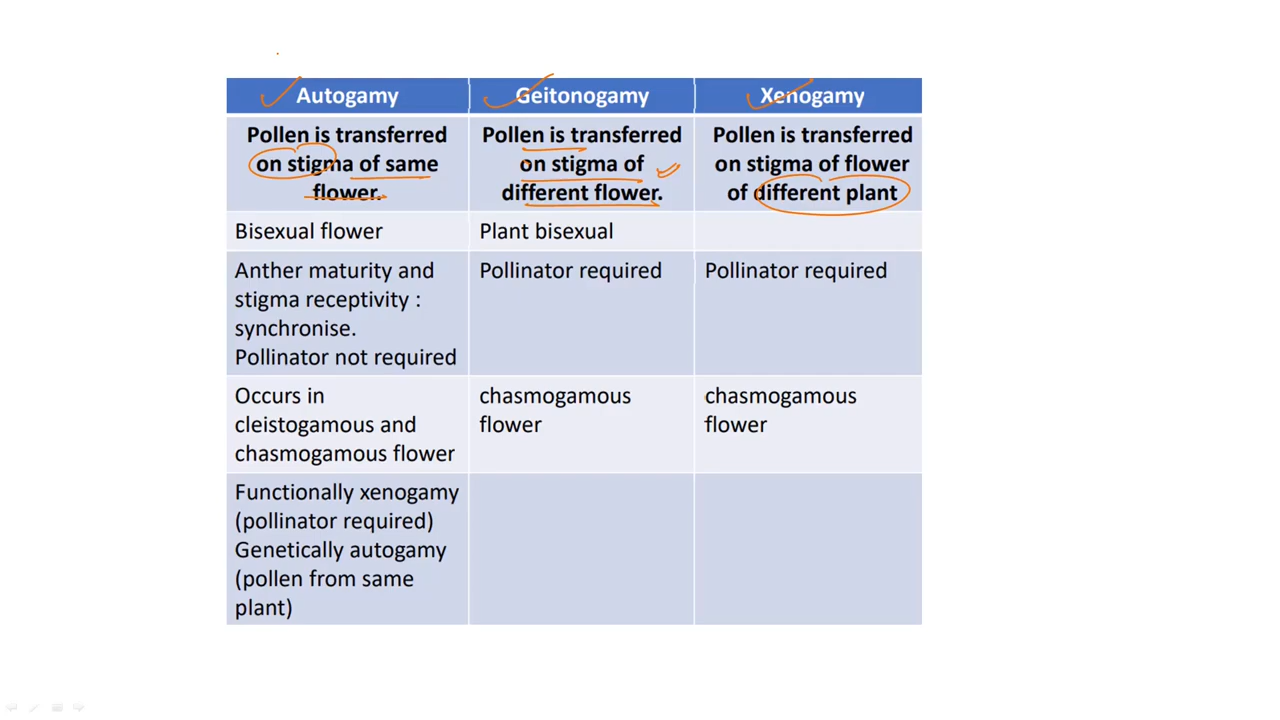 Autogamy
Geitonogamy
Xenogamy
Pollen is transferred
on stigma of same
flower.
Pollen is transferred
on stigma of
different flower.
Pollen is transferred
on stigma of flower
of different plant
Bisexual flower
Plant bisexual
Anther maturity and
stigma receptivity :
synchronise.
Pollinator not required
Pollinator required
Pollinator required
Occurs in
cleistogamous and
chasmogamous flower
chasmogamous
flower
chasmogamous
flower
Functionally xenogamy
(pollinator required)
Genetically autogamy
(pollen from same
plant)